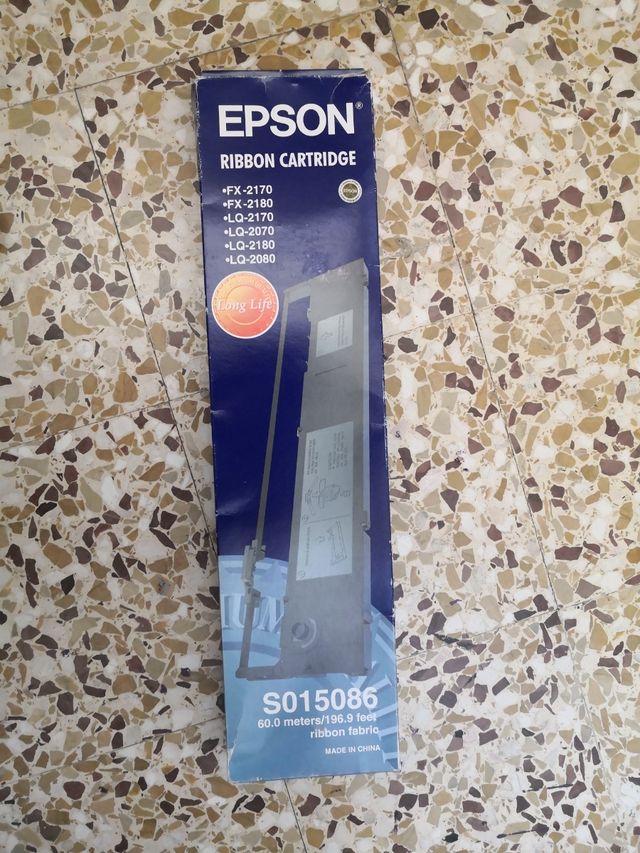 EPSON®
RIBBON CARTRIDGE
•FX-2170
•FX-2180
•LQ-2170
•LQ-2070
•LQ-2180
•LQ-2080
EPSON
Long Life
S015086
60.0 meters/196.9 feet
ribbon fabric
MADE IN CHINA